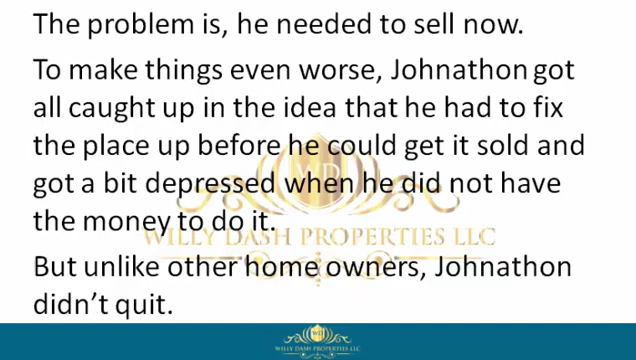 The problem is, he needed to sell now.
To make things even worse, Johnathon got
all caught up in the idea that he had to fix
the place up before he could get it sold and
got a bit depressed when he did not have
the money to do it.
WILLY DASH PROPERTIES LLC
But unlike other home owners, Johnathon
didn’t quit.
WILLY DASH PROPERTIES LLC